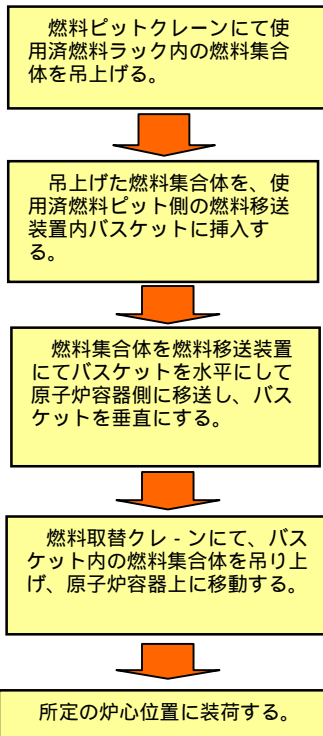 燃料ピットクレーンにて使
用済燃料ラック内の燃料集合
体を吊上げる。
吊上げた燃料集合体を、使
用済燃料ピット側の燃料移送
装置内バスケットに挿入す
る。
燃料集合体を燃料移送装置
にてバスケットを水平にして
原子炉容器側に移送し、バス
ケットを垂直にする。
燃料取替クレ-ンにて、バス
ケット内の燃料集合体を吊り上
げ、原子炉容器上に移動する。
所定の炉心位置に装荷する。